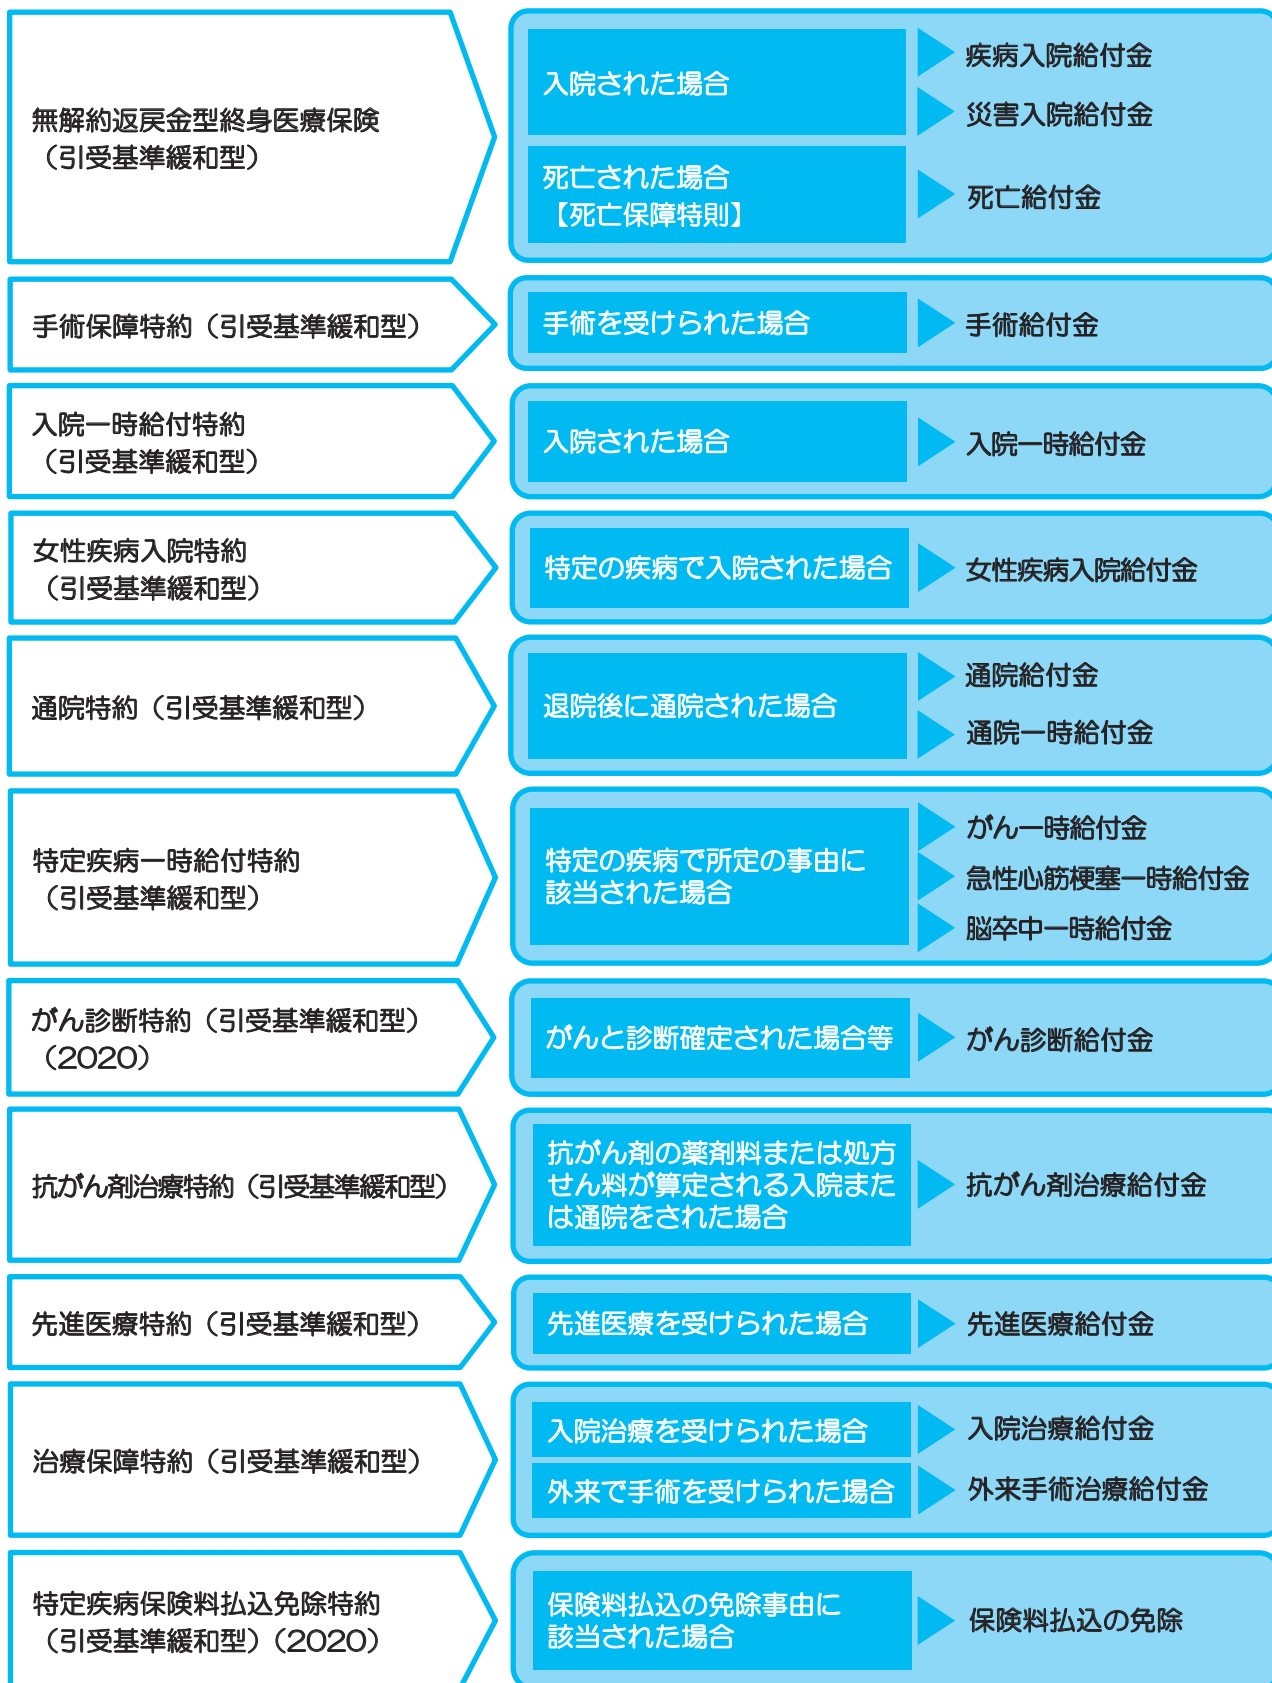 無解約返戻金型終身医療保険
（引受基準緩和型）
入院された場合
疾病入院給付金
災害入院給付金
死亡された場合
【死亡保障特則】
死亡給付金
手術保障特約（引受基準緩和型）
手術を受けられた場合
手術給付金
入院一時給付特約
（引受基準緩和型）
入院された場合
入院一時給付金
女性疾病入院特約
（引受基準緩和型）
特定の疾病で入院された場合
女性疾病入院給付金
通院特約（引受基準緩和型）
退院後に通院された場合
通院給付金
通院一時給付金
特定疾病一時給付特約
（引受基準緩和型）
特定の疾病で所定の事由に
該当された場合
がん一時給付金
急性心筋梗塞一時給付金
脳卒中一時給付金
がん診断特約（引受基準緩和型）
（2020）
がんと診断確定された場合等
がん診断給付金
抗がん剤治療特約（引受基準緩和型）
抗がん剤の薬剤料または処方
せん料が算定される入院また
は通院をされた場合
抗がん剤治療給付金
先進医療特約（引受基準緩和型）
先進医療を受けられた場合
先進医療給付金
治療保障特約（引受基準緩和型）
入院治療を受けられた場合
入院治療給付金
外来で手術を受けられた場合
外来手術治療給付金
特定疾病保険料払込免除特約
（引受基準緩和型）（2020）
保険料払込の免除事由に
該当された場合
保険料払込の免除